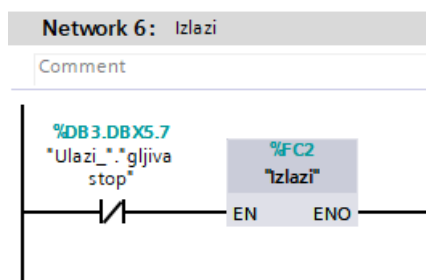 Network 6: Izlazi
Comment
%DB3.DBX5.7
"Ulazi_"."gljiva
stop"
%FC2
"Izlazi"
EN ENO